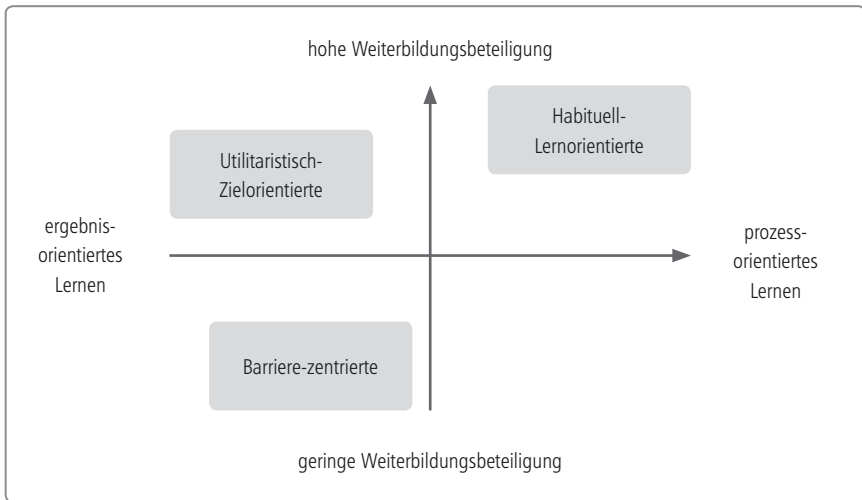 hohe Weiterbildungsbeteiligung
Habituell-
Lernorientierte
Utilitaristisch-
Zielorientierte
ergebnis-
orientiertes
Lernen
prozess-
orientiertes
Lernen
Barriere-zentrierte
geringe Weiterbildungsbeteiligung